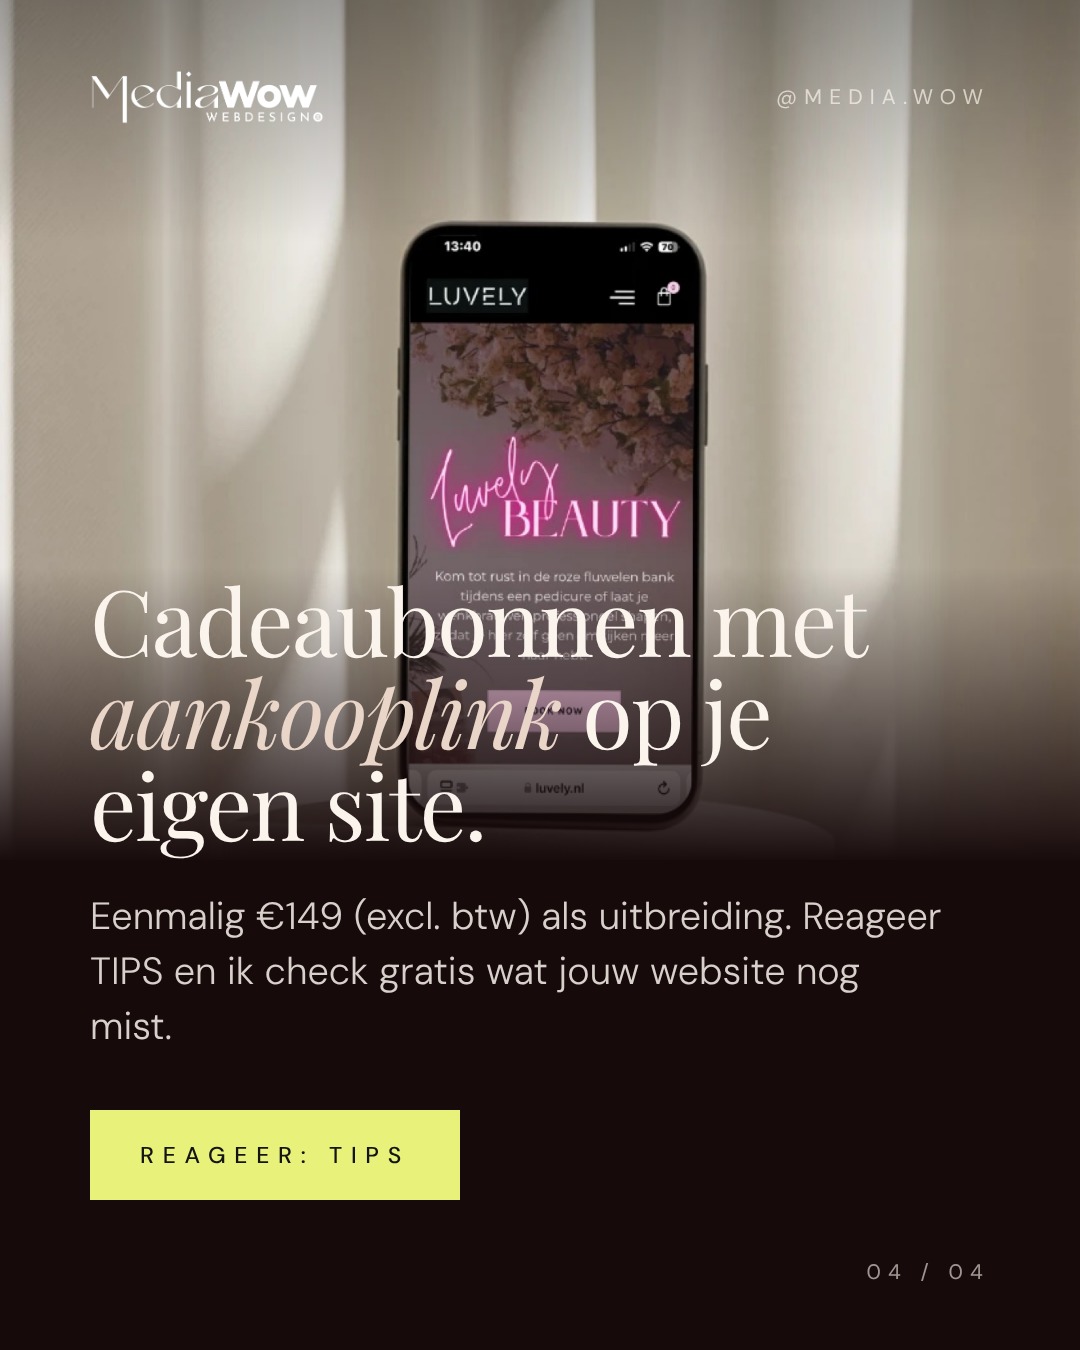 MediaWow
WEBDESIGN
@MEDIA.WOW
13:40
76
LUVELY
Luvely
BEAUTY
Kom tot rust in de roze fluwelen bank
tijdens een pedicure of laat je
Cadeaubonnen met
aankooplink op je
NOW
luvely.nl
eigen site.
Eenmalig €149 (excl. btw) als uitbreiding. Reageer
TIPS en ik check gratis wat jouw website nog
mist.
REAGEER: TIPS
04 / 04